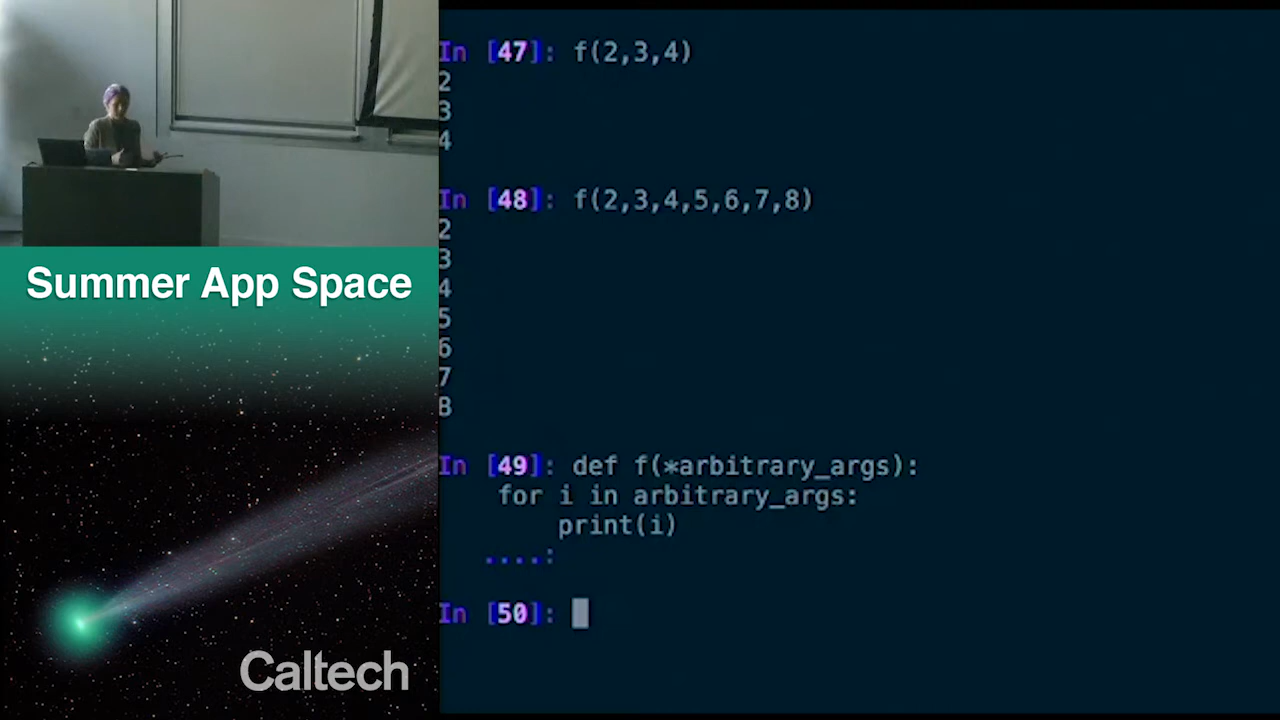 Summer App Space
Caltech
In [47]: f(2,3,4)
2
3
4
In [48]: f(2,3,4,5,6,7,8)
2
3
4
5
6
7
8
In [49]: def f(*arbitrary_args):
for i in arbitrary_args:
print(i)
....:
In [50]: